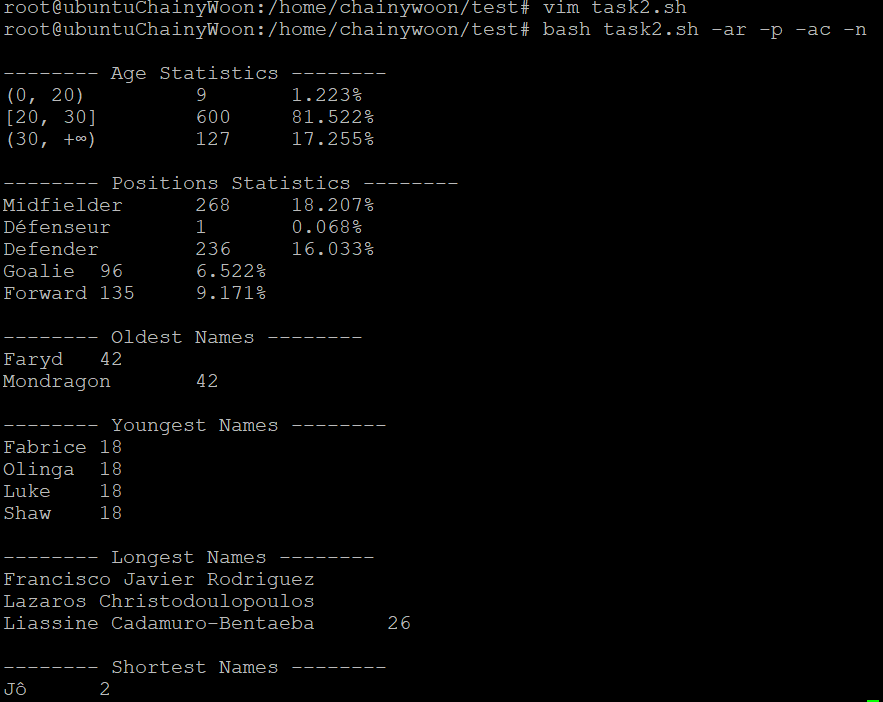 root@ubuntuChainyWoon:/home/chainywoon/test# vim task2.sh
root@ubuntuChainyWoon:/home/chainywoon/test# bash task2.sh -ar -p -ac -n
-------- Age Statistics --------
(0, 20) 9 1.223%
[20, 30] 600 81.522%
(30, +∞) 127 17.255%
-------- Positions Statistics --------
Midfielder 268 18.207%
Défenseur 1 0.068%
Defender 236 16.033%
Goalie 96 6.522%
Forward 135 9.171%
-------- Oldest Names --------
Faryd 42
Mondragon 42
-------- Youngest Names --------
Fabrice 18
Olinga 18
Luke 18
Shaw 18
-------- Longest Names --------
Francisco Javier Rodriguez
Lazaros Christodoulopoulos
Liassine Cadamuro-Bentaeba 26
-------- Shortest Names --------
Jô 2